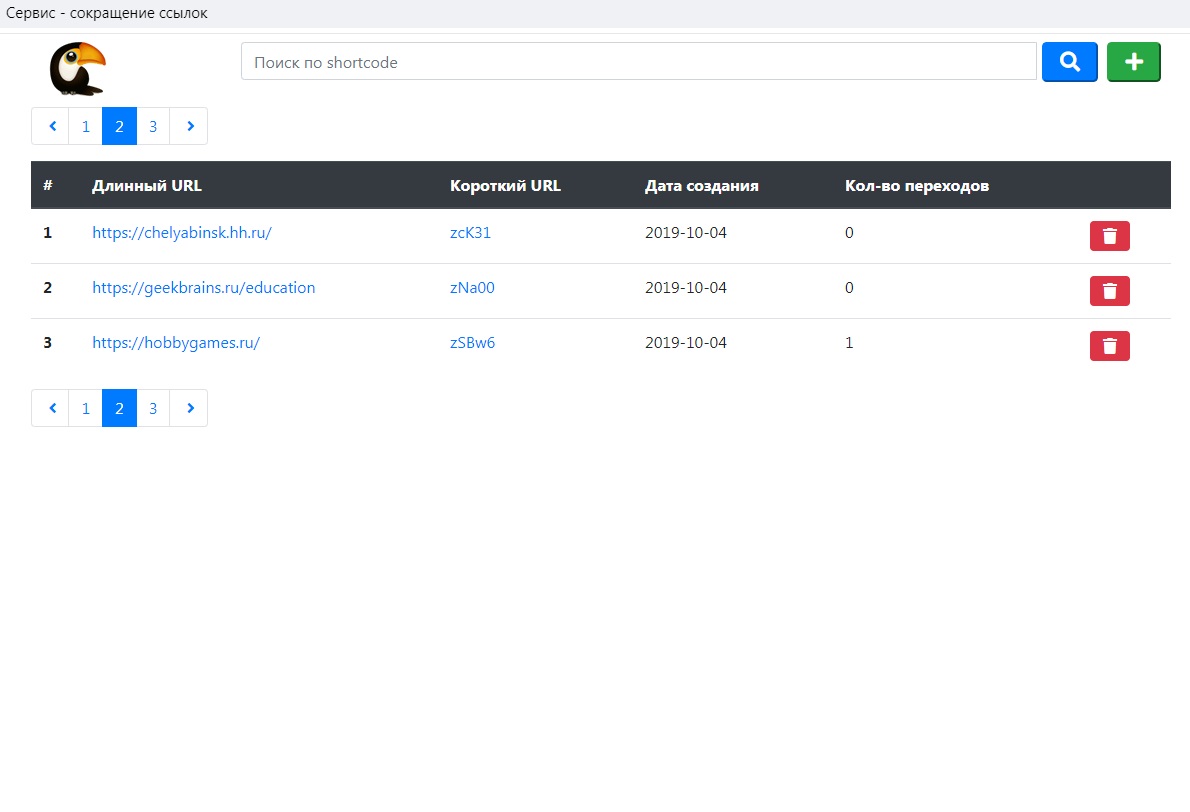 Сервис - сокращение ссылок
Поиск по shortcode
1 2 3
# Длинный URL Короткий URL Дата создания Кол-во переходов
1 https://chelyabinsk.hh.ru/ zcK31 2019-10-04 0
2 https://geekbrains.ru/education zNa00 2019-10-04 0
3 https://hobbygames.ru/ zSBw6 2019-10-04 1
1 2 3